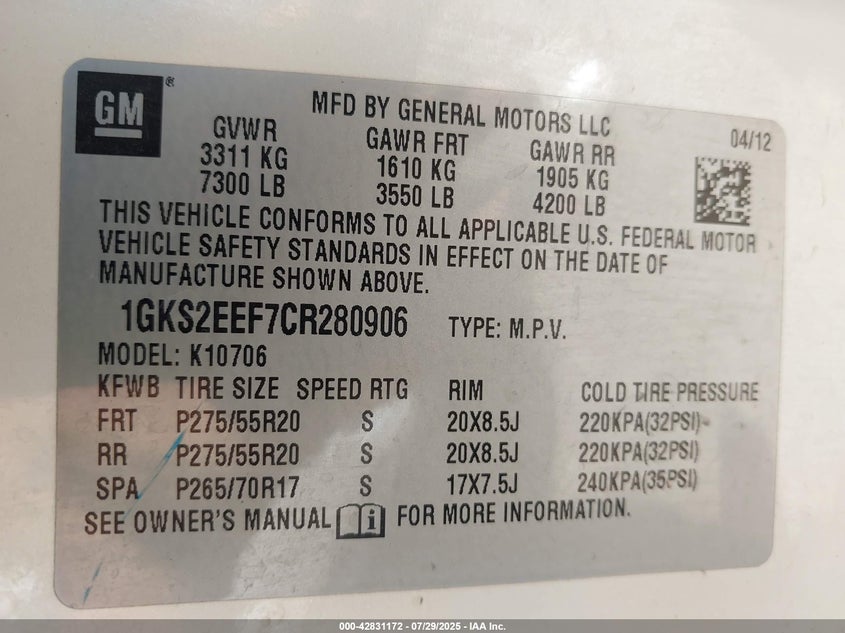 GM ®
MFD BY GENERAL MOTORS LLC
04/12
GVWR GAWR FRT GAWR RR
3311 KG 1610 KG 1905 KG
7300 LB 3550 LB 4200 LB
THIS VEHICLE CONFORMS TO ALL APPLICABLE U.S. FEDERAL MOTOR
VEHICLE SAFETY STANDARDS IN EFFECT ON THE DATE OF
MANUFACTURE SHOWN ABOVE.
1GKS2EEF7CR280906 TYPE: M.P.V.
MODEL: K10706
KFWB TIRE SIZE SPEED RTG RIM COLD TIRE PRESSURE
FRT P275/55R20 S 20X8.5J 220KPA(32PSI)
RR P275/55R20 S 20X8.5J 220KPA(32PSI)
SPA P265/70R17 S 17X7.5J 240KPA(35PSI)
SEE OWNER'S MANUAL i FOR MORE INFORMATION.
000-42831172 | 07/29/2025 - IAA Inc.